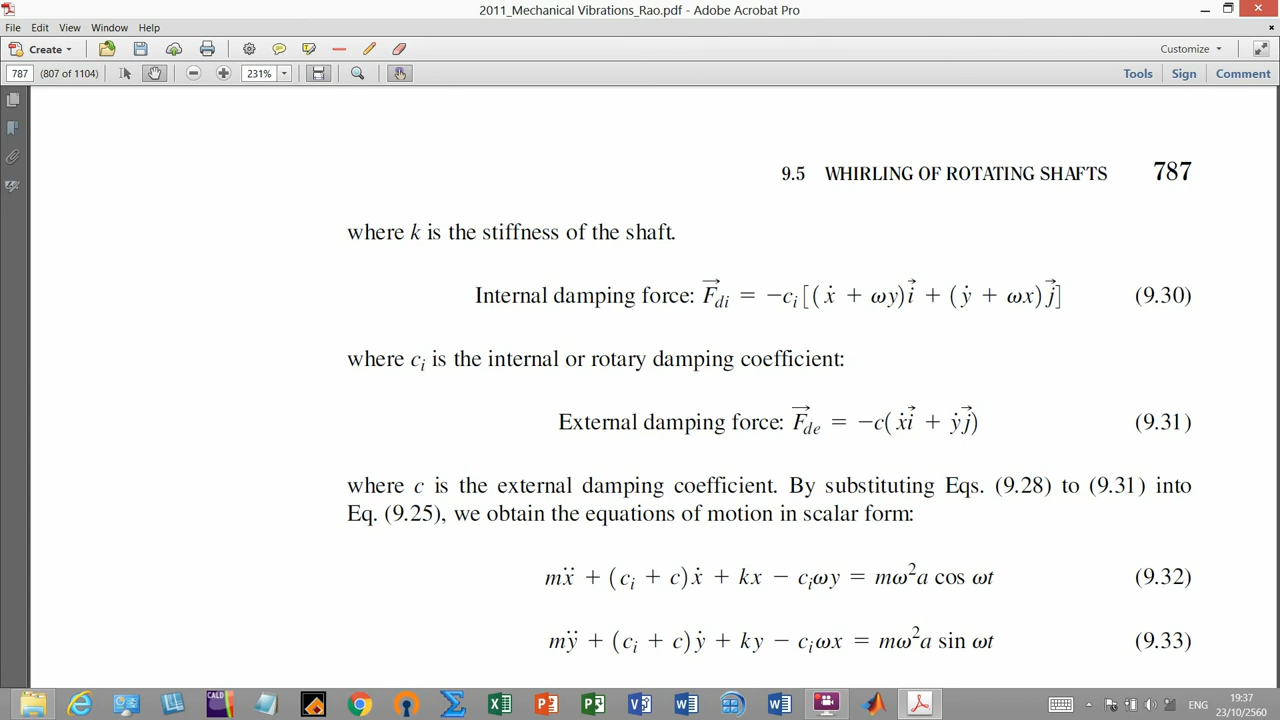 2011_Mechanical Vibrations_Rao.pdf - Adobe Acrobat Pro
File Edit View Window Help
Create Customize
787 (807 of 1104) 231% Tools Sign Comment
9.5 WHIRLING OF ROTATING SHAFTS 787
where k is the stiffness of the shaft.
Internal damping force: F⃗di = −ci[(ẋ + ωy)i⃗ + (ẏ + ωx)j⃗] (9.30)
where ci is the internal or rotary damping coefficient:
External damping force: F⃗de = −c(ẋi⃗ + ẏj⃗) (9.31)
where c is the external damping coefficient. By substituting Eqs. (9.28) to (9.31) into
Eq. (9.25), we obtain the equations of motion in scalar form:
mẍ + (ci + c)ẋ + kx − ciωy = mω²a cos ωt (9.32)
mÿ + (ci + c)ẏ + ky − ciωx = mω²a sin ωt (9.33)
CALD
ENG
19:37
23/10/2560